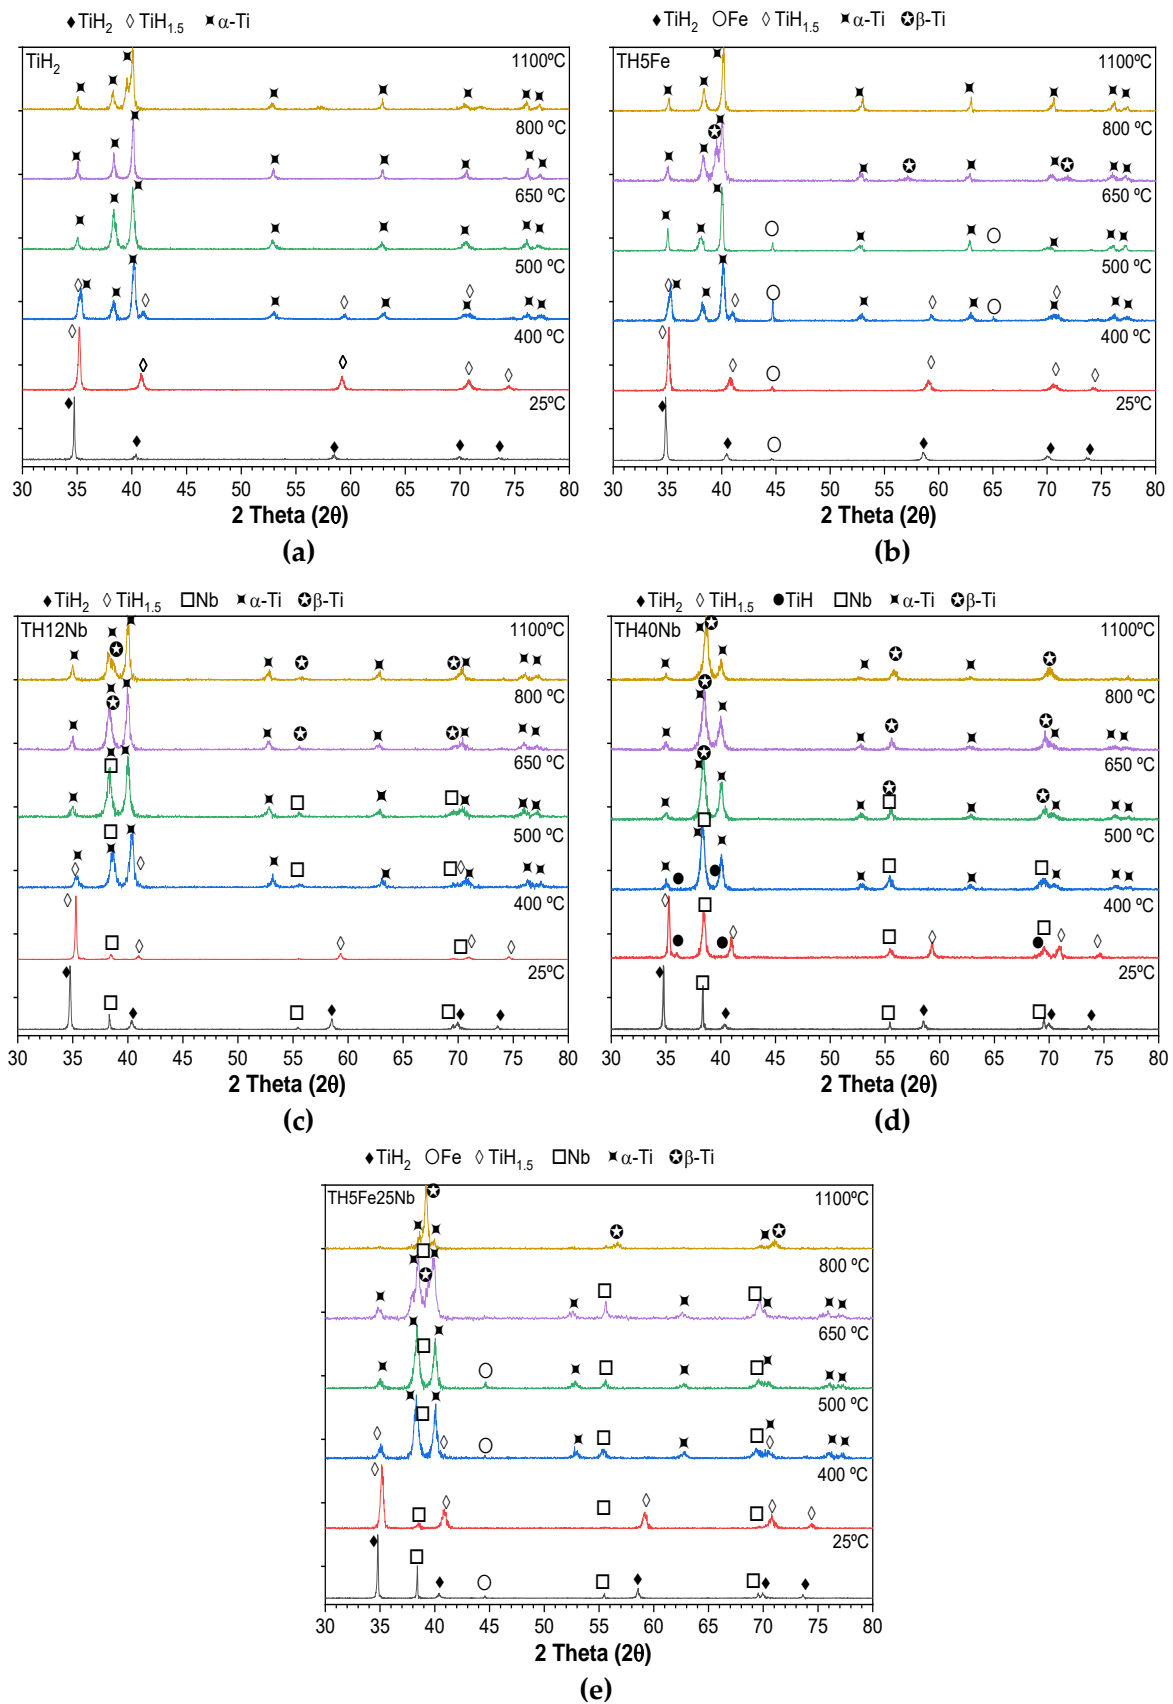 TiH2 TiH1.5 α-Ti
TiH2
1100ºC
800 ºC
650 ºC
500 ºC
400 ºC
25ºC
30 35 40 45 50 55 60 65 70 75 80
2 Theta (2θ)
(a)
TiH2 Fe TiH1.5 α-Ti β-Ti
TH5Fe
1100ºC
800 ºC
650 ºC
500 ºC
400 ºC
25ºC
30 35 40 45 50 55 60 65 70 75 80
2 Theta (2θ)
(b)
TiH2 TiH1.5 Nb α-Ti β-Ti
TH12Nb
1100ºC
800 ºC
650 ºC
500 ºC
400 ºC
25ºC
30 35 40 45 50 55 60 65 70 75 80
2 Theta (2θ)
(c)
TiH2 TiH1.5 TiH Nb α-Ti β-Ti
TH40Nb
1100ºC
800 ºC
650 ºC
500 ºC
400 ºC
25ºC
30 35 40 45 50 55 60 65 70 75 80
2 Theta (2θ)
(d)
TiH2 Fe TiH1.5 Nb α-Ti β-Ti
TH5Fe25Nb
1100ºC
800 ºC
650 ºC
500 ºC
400 ºC
25ºC
30 35 40 45 50 55 60 65 70 75 80
2 Theta (2θ)
(e)